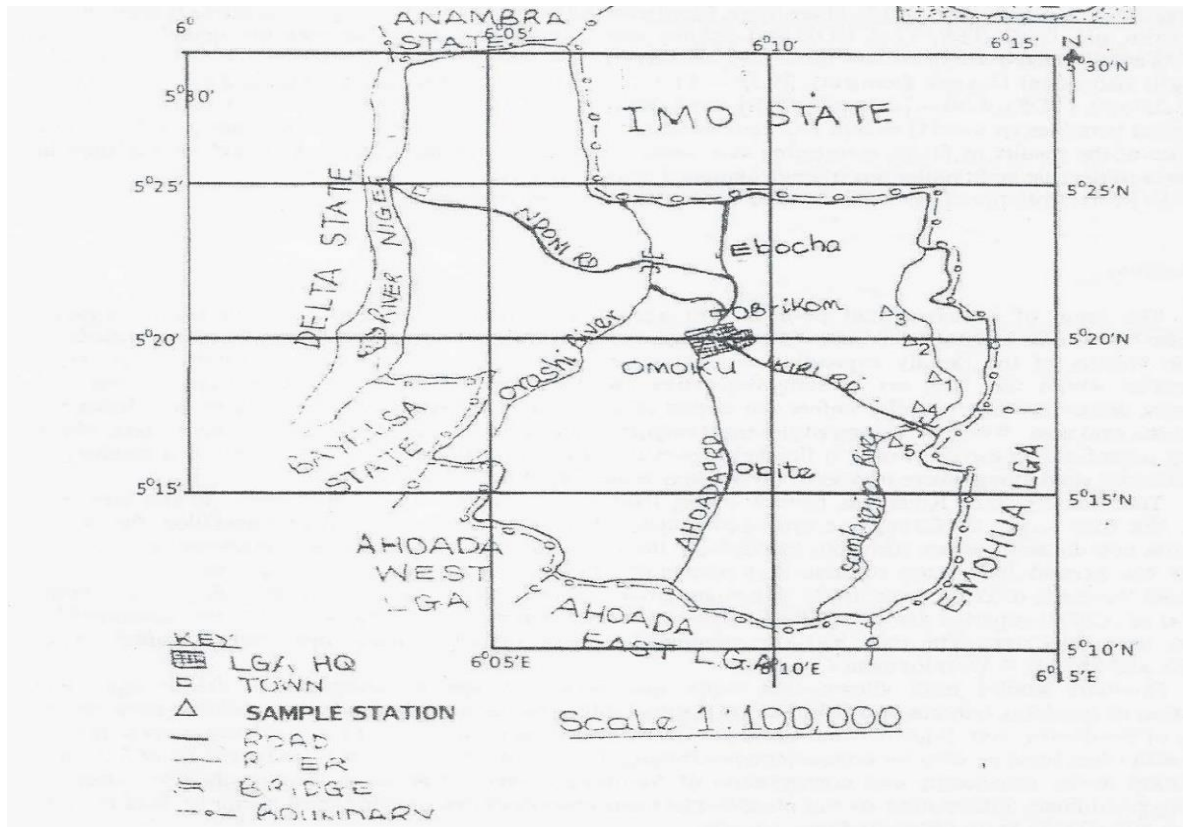 ANAMBRA
STATE
6°
6°05'
6°10'
6°15'
N
5°30'
5°30'N
IMO STATE
5°25'
5°25'N
DELTA STATE
RIVER NIGER
NDONI RD
Ebocha
OBRIKOM
5°20'
5°20'N
OMOKU
Orashi River
KIRI RD
3
1
4
5
BAYELSA
STATE
AHOADA RD
Obite
Sombreiro River
5°15'
5°15'N
EMOHUA LGA
AHOADA
WEST
LGA
AHOADA
EAST LGA
5°10'N
6°05'E
6°10'E
6°15'E
KEY
LGA HQ
TOWN
SAMPLE STATION
ROAD
RIVER
BRIDGE
BOUNDARY
Scale 1:100,000